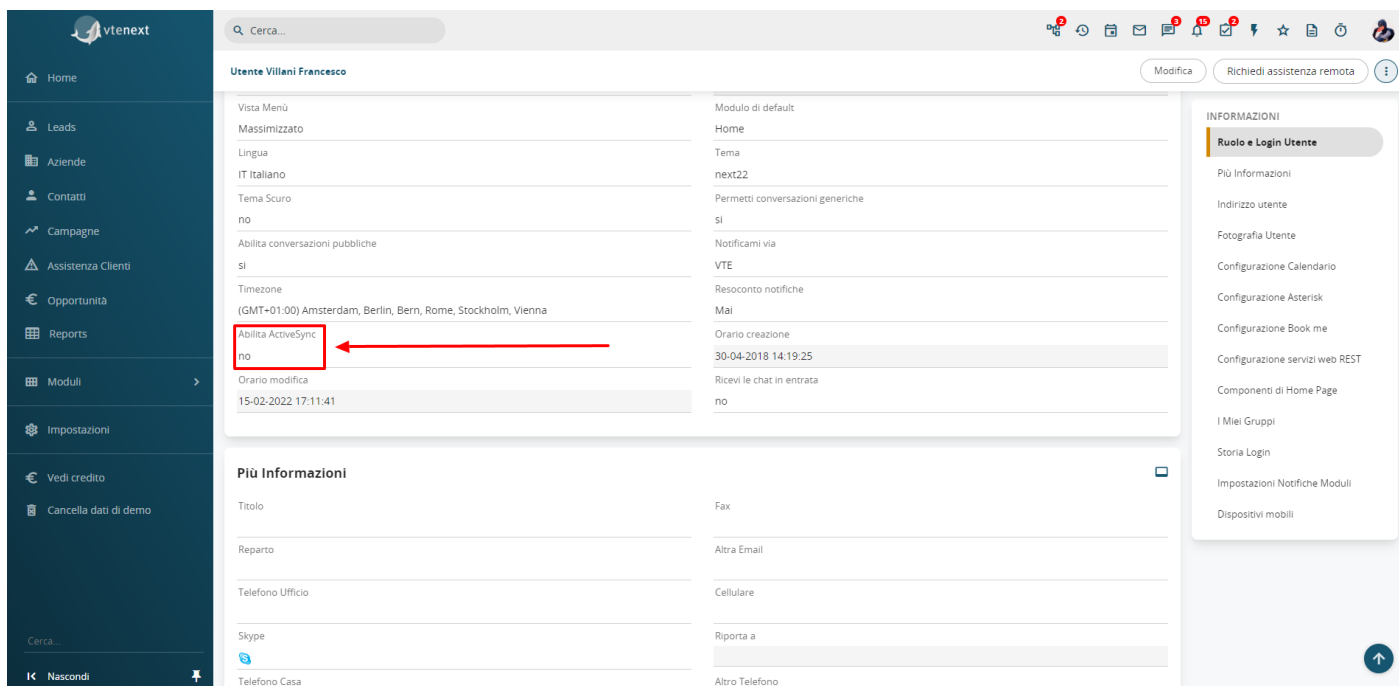 vtenext
Cerca...
2
3
15
2
Home
Leads
Aziende
Contatti
Campagne
Assistenza Clienti
Opportunità
Reports
Moduli
Impostazioni
Vedi credito
Cancella dati di demo
Cerca...
Nascondi
Utente Villani Francesco
Modifica
Richiedi assistenza remota
Vista Menù
Modulo di default
Massimizzato
Home
Lingua
Tema
IT Italiano
next22
Tema Scuro
Permetti conversazioni generiche
no
si
Abilita conversazioni pubbliche
Notificami via
si
VTE
Timezone
Resoconto notifiche
(GMT+01:00) Amsterdam, Berlin, Bern, Rome, Stockholm, Vienna
Mai
Abilita ActiveSync
Orario creazione
no
30-04-2018 14:19:25
Orario modifica
Ricevi le chat in entrata
15-02-2022 17:11:41
no
Più Informazioni
Titolo
Fax
Reparto
Altra Email
Telefono Ufficio
Cellulare
Skype
Riporta a
Telefono Casa
Altro Telefono
INFORMAZIONI
Ruolo e Login Utente
Più Informazioni
Indirizzo utente
Fotografia Utente
Configurazione Calendario
Configurazione Asterisk
Configurazione Book me
Configurazione servizi web REST
Componenti di Home Page
I Miei Gruppi
Storia Login
Impostazioni Notifiche Moduli
Dispositivi mobili